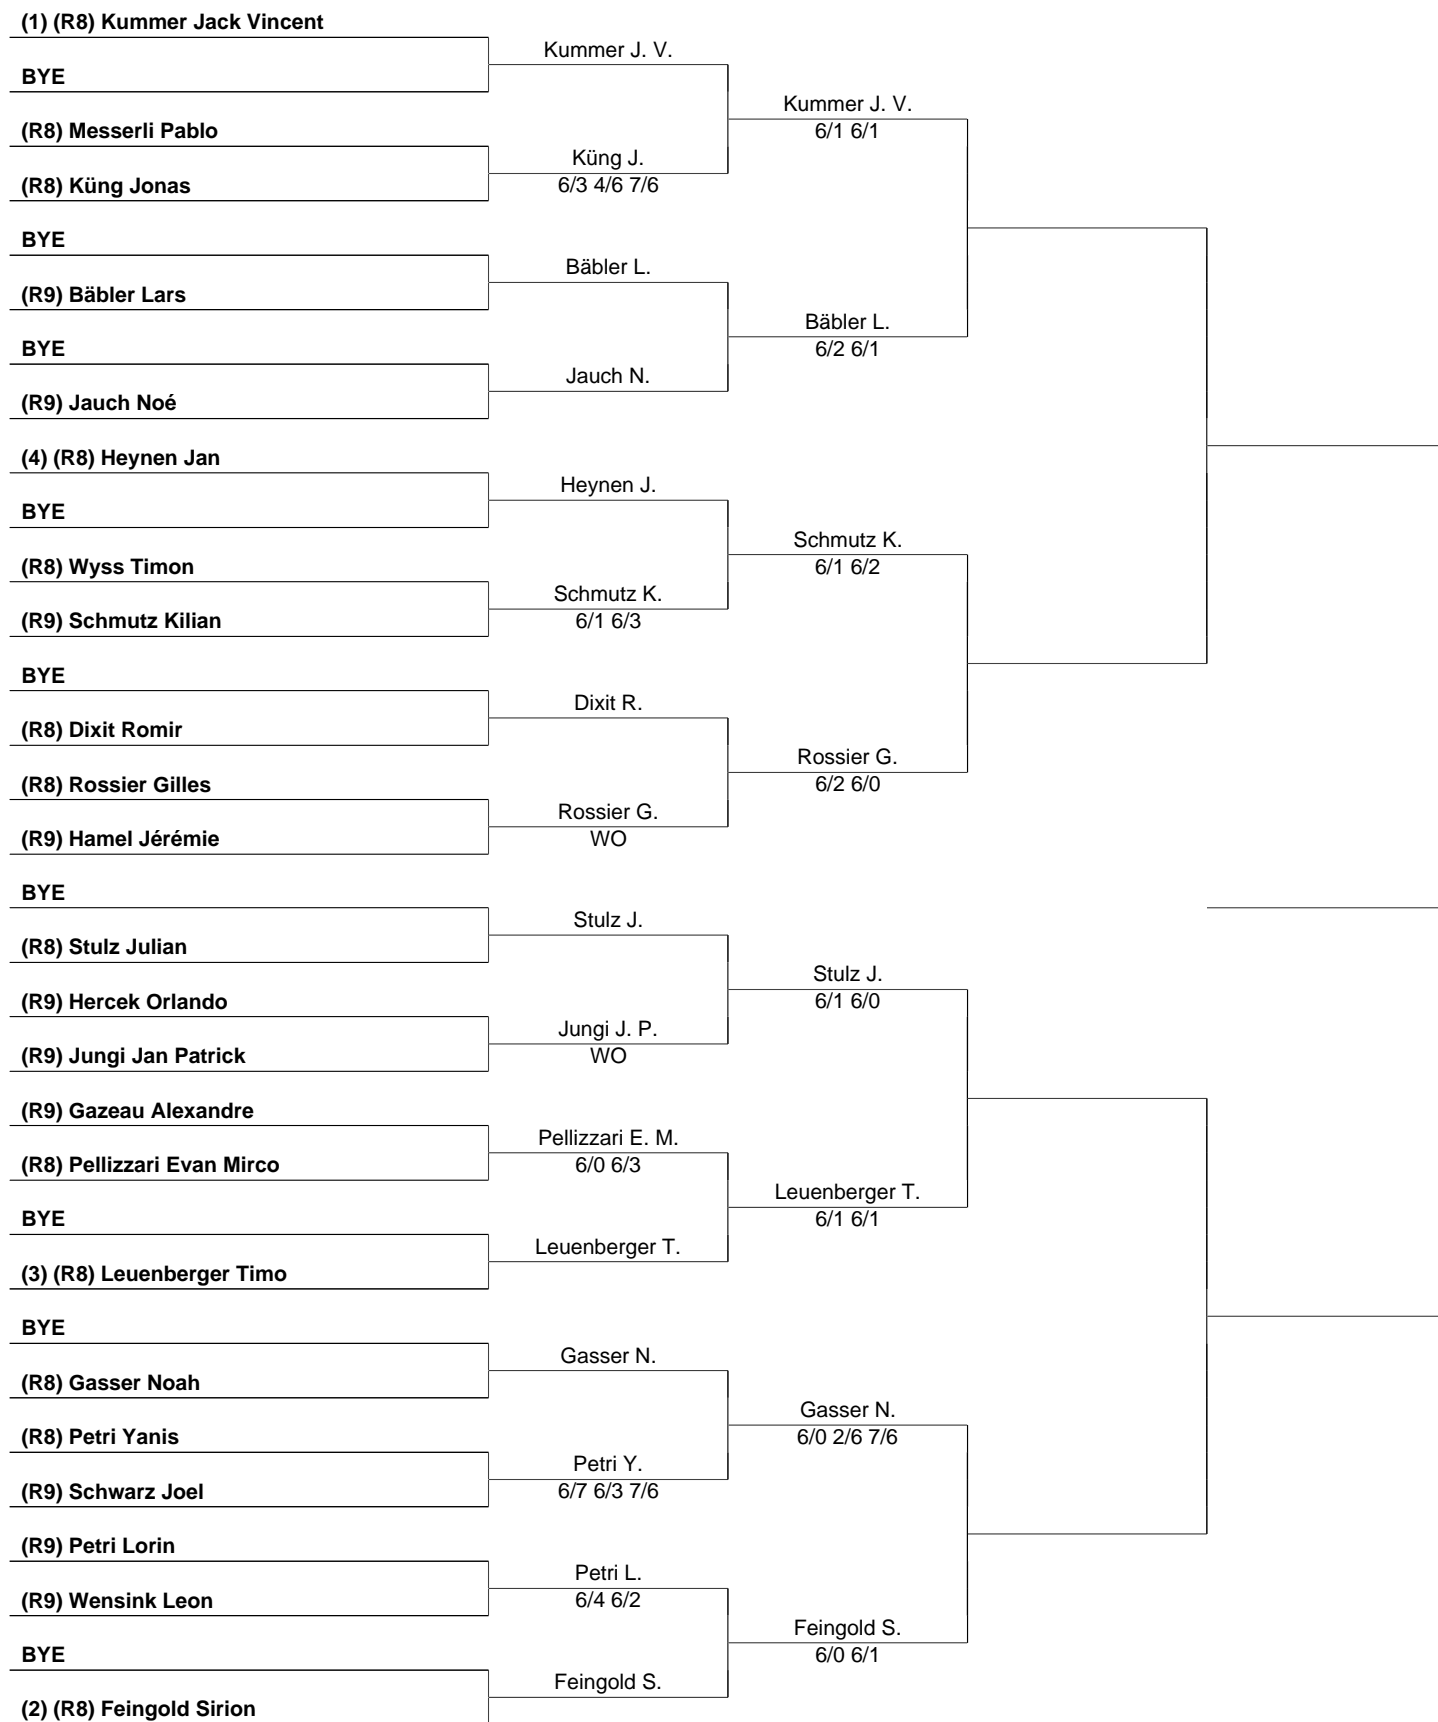 (1) (R8) Kummer Jack Vincent
BYE
(R8) Messerli Pablo
(R8) Küng Jonas
BYE
(R9) Bäbler Lars
BYE
(R9) Jauch Noé
(4) (R8) Heynen Jan
BYE
(R8) Wyss Timon
(R9) Schmutz Kilian
BYE
(R8) Dixit Romir
(R8) Rossier Gilles
(R9) Hamel Jérémie
BYE
(R8) Stulz Julian
(R9) Hercek Orlando
(R9) Jungi Jan Patrick
(R9) Gazeau Alexandre
(R8) Pellizzari Evan Mirco
BYE
(3) (R8) Leuenberger Timo
BYE
(R8) Gasser Noah
(R8) Petri Yanis
(R9) Schwarz Joel
(R9) Petri Lorin
(R9) Wensink Leon
BYE
(2) (R8) Feingold Sirion
Kummer J. V.
Küng J.
6/3 4/6 7/6
Bäbler L.
Jauch N.
Heynen J.
Schmutz K.
6/1 6/3
Dixit R.
Rossier G.
WO
Stulz J.
Jungi J. P.
WO
Pellizzari E. M.
6/0 6/3
Leuenberger T.
Gasser N.
Petri Y.
6/7 6/3 7/6
Petri L.
6/4 6/2
Feingold S.
Kummer J. V.
6/1 6/1
Bäbler L.
6/2 6/1
Schmutz K.
6/1 6/2
Rossier G.
6/2 6/0
Stulz J.
6/1 6/0
Leuenberger T.
6/1 6/1
Gasser N.
6/0 2/6 7/6
Feingold S.
6/0 6/1